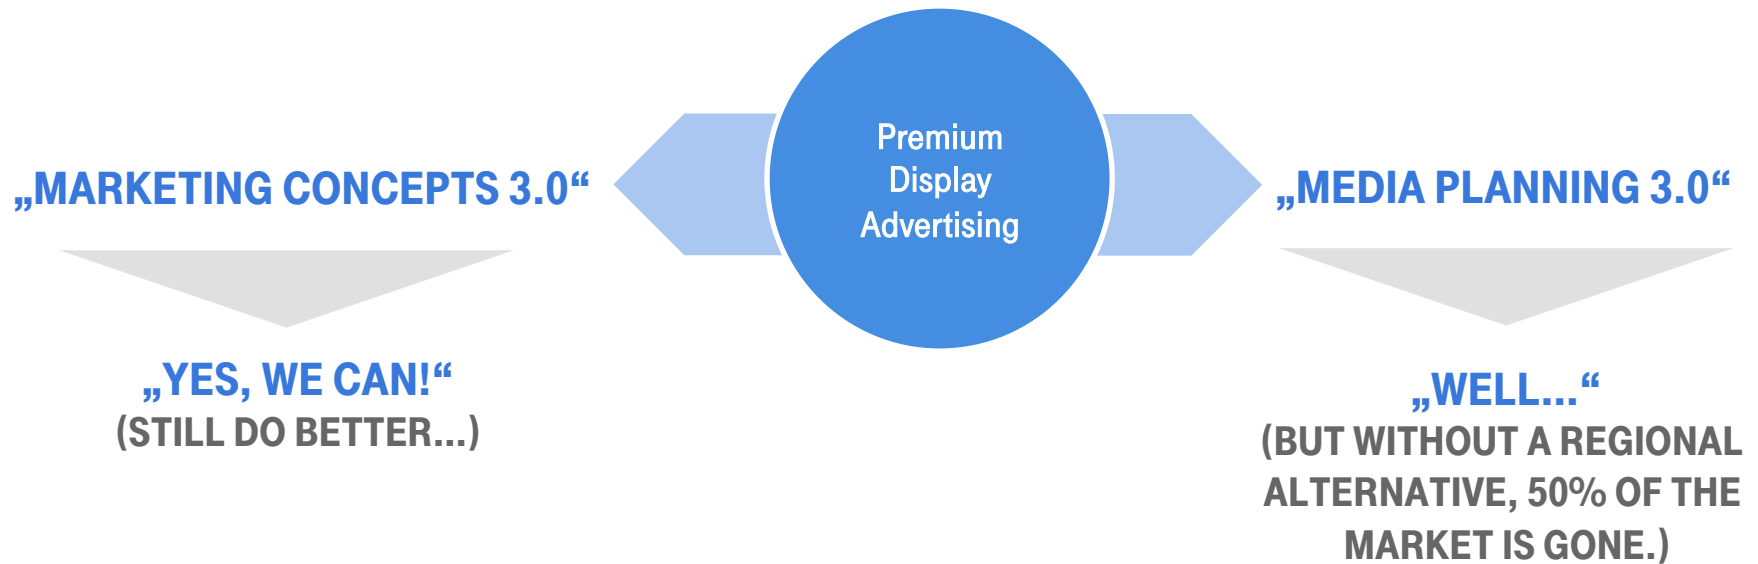 Premium
Display
Advertising
„MARKETING CONCEPTS 3.0“
„MEDIA PLANNING 3.0“
„YES, WE CAN!“
(STILL DO BETTER...)
„WELL...“
(BUT WITHOUT A REGIONAL
ALTERNATIVE, 50% OF THE
MARKET IS GONE.)